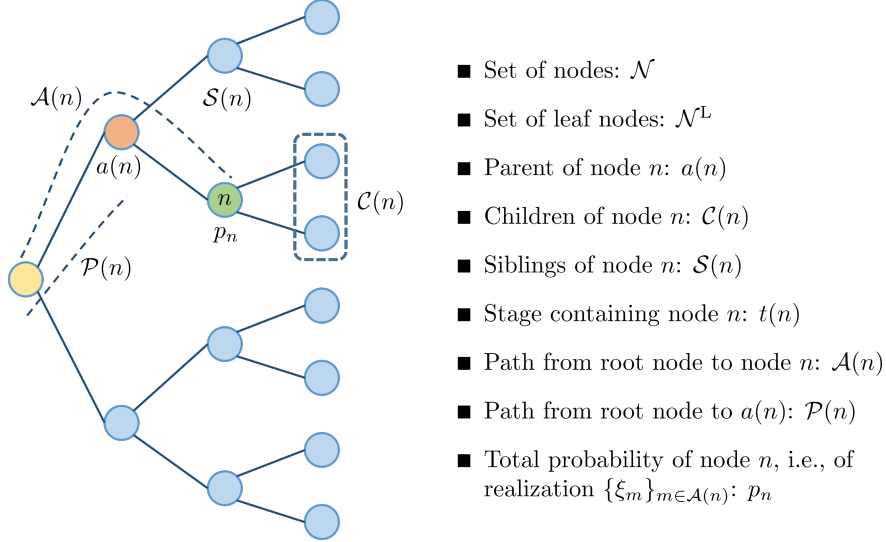 𝒜(n)
𝒮(n)
a(n)
n
p_n
𝒞(n)
𝒫(n)
■ Set of nodes: 𝒩
■ Set of leaf nodes: 𝒩^L
■ Parent of node n: a(n)
■ Children of node n: 𝒞(n)
■ Siblings of node n: 𝒮(n)
■ Stage containing node n: t(n)
■ Path from root node to node n: 𝒜(n)
■ Path from root node to a(n): 𝒫(n)
■ Total probability of node n, i.e., of
realization {ξ_m}_{m∈𝒜(n)}: p_n